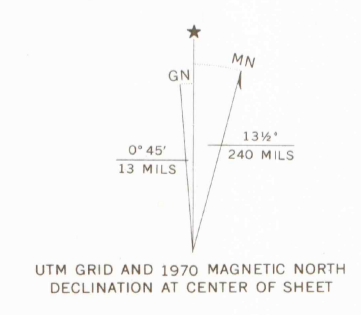 MN
GN
0° 45′
13 MILS
13½°
240 MILS
UTM GRID AND 1970 MAGNETIC NORTH
DECLINATION AT CENTER OF SHEET